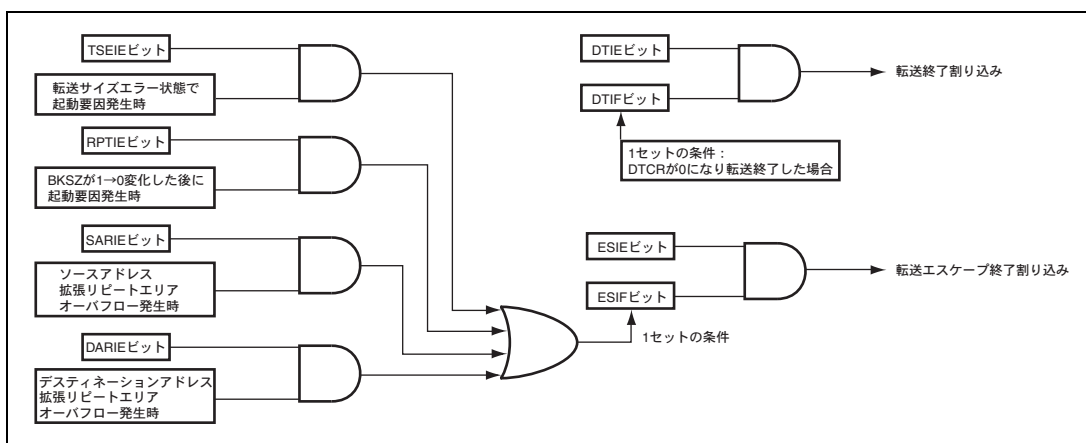 TSEIEビット
転送サイズエラー状態で
起動要因発生時
RPTIEビット
BKSZが1→0変化した後に
起動要因発生時
SARIEビット
ソースアドレス
拡張リピートエリア
オーバフロー発生時
DARIEビット
デスティネーションアドレス
拡張リピートエリア
オーバフロー発生時
DTIEビット
DTIFビット
転送終了割り込み
1セットの条件：
DTCRが0になり転送終了した場合
ESIEビット
ESIFビット
転送エスケープ終了割り込み
1セットの条件